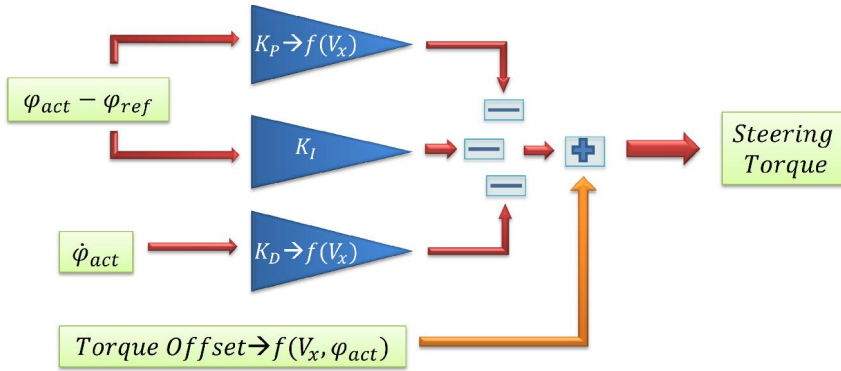 K_P→f(V_x)
φ_act − φ_ref
K_I
Steering
Torque
K_D→f(V_x)
φ̇_act
Torque Offset→f(V_x, φ_act)